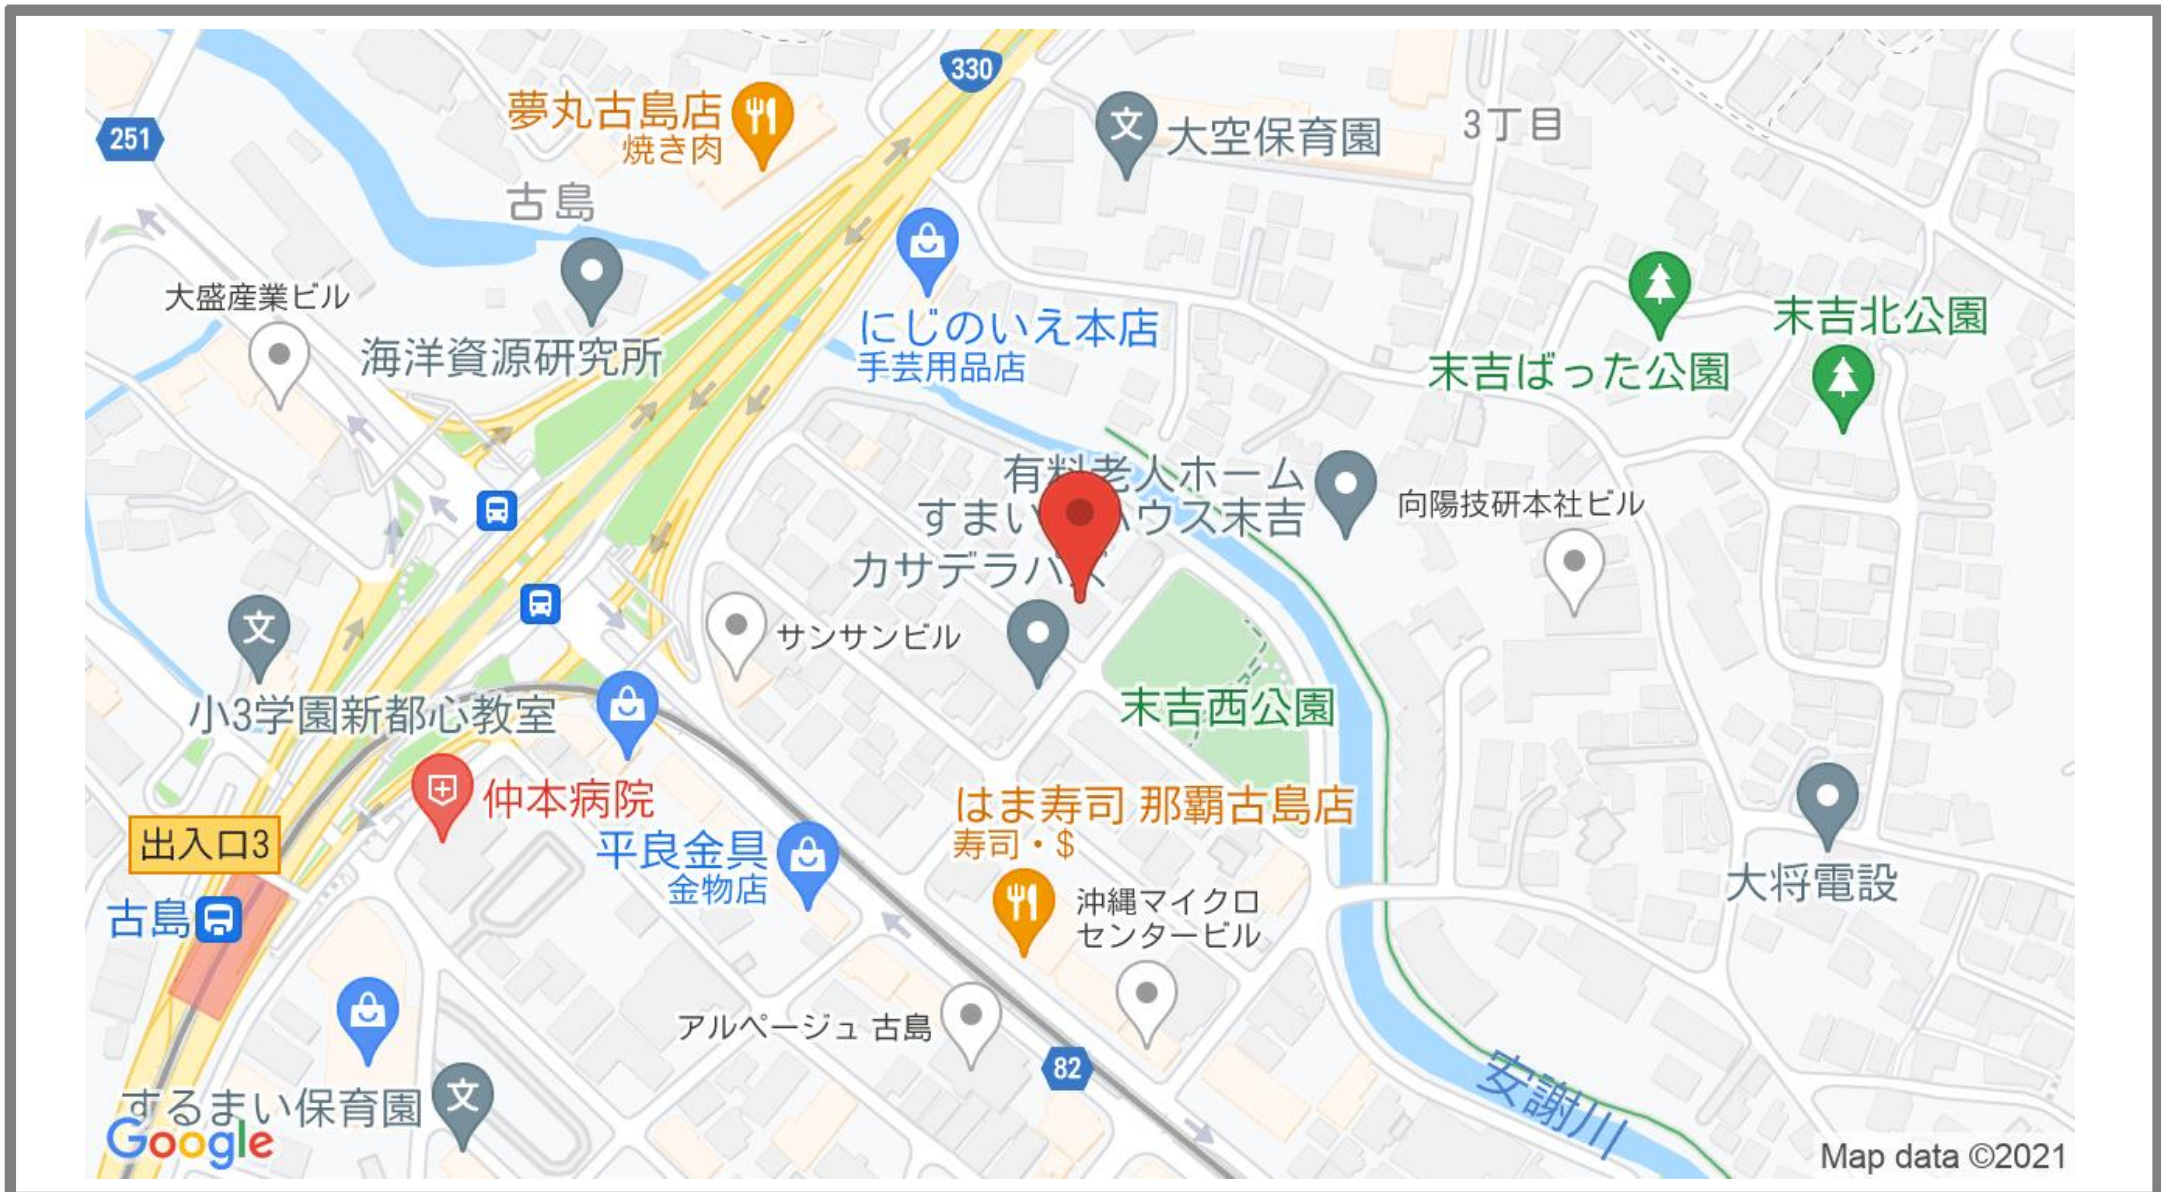 330
251
夢丸古島店
焼き肉
大空保育園
3丁目
古島
大盛産業ビル
海洋資源研究所
にじのいえ本店
手芸用品店
末吉北公園
末吉ばった公園
有料老人ホーム
すまい ハウス末吉
カサデラパズ
向陽技研本社ビル
サンサンビル
文
小3学園新都心教室
末吉西公園
仲本病院
はま寿司 那覇古島店
寿司・$
平良金具
金物店
出入口3
古島
沖縄マイクロ
センタービル
大将電設
アルページュ 古島
82
するまい保育園
文
安謝川
Google
Map data ©2021